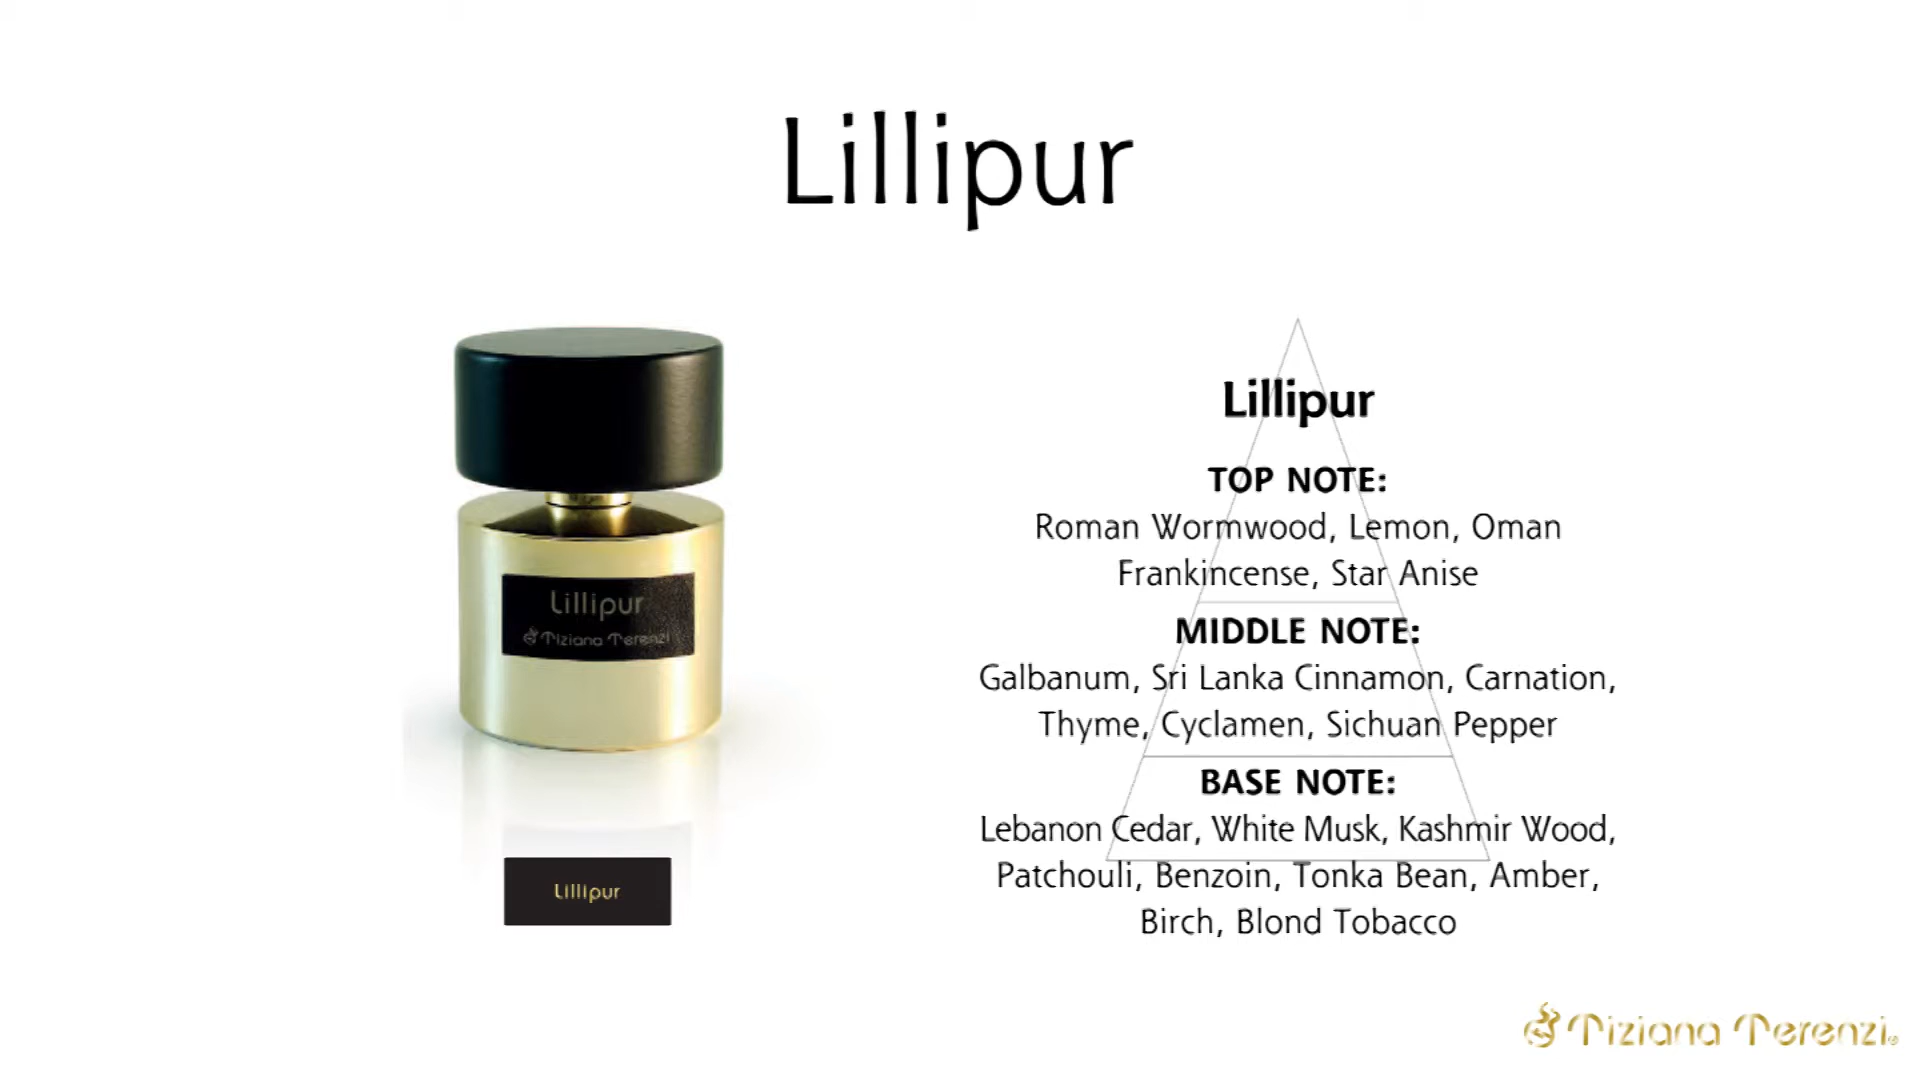 Lillipur
Lillipur
Tiziana Terenzi
Lillipur
Lillipur
TOP NOTE:
Roman Wormwood, Lemon, Oman
Frankincense, Star Anise
MIDDLE NOTE:
Galbanum, Sri Lanka Cinnamon, Carnation,
Thyme, Cyclamen, Sichuan Pepper
BASE NOTE:
Lebanon Cedar, White Musk, Kashmir Wood,
Patchouli, Benzoin, Tonka Bean, Amber,
Birch, Blond Tobacco
Tiziana Terenzi®